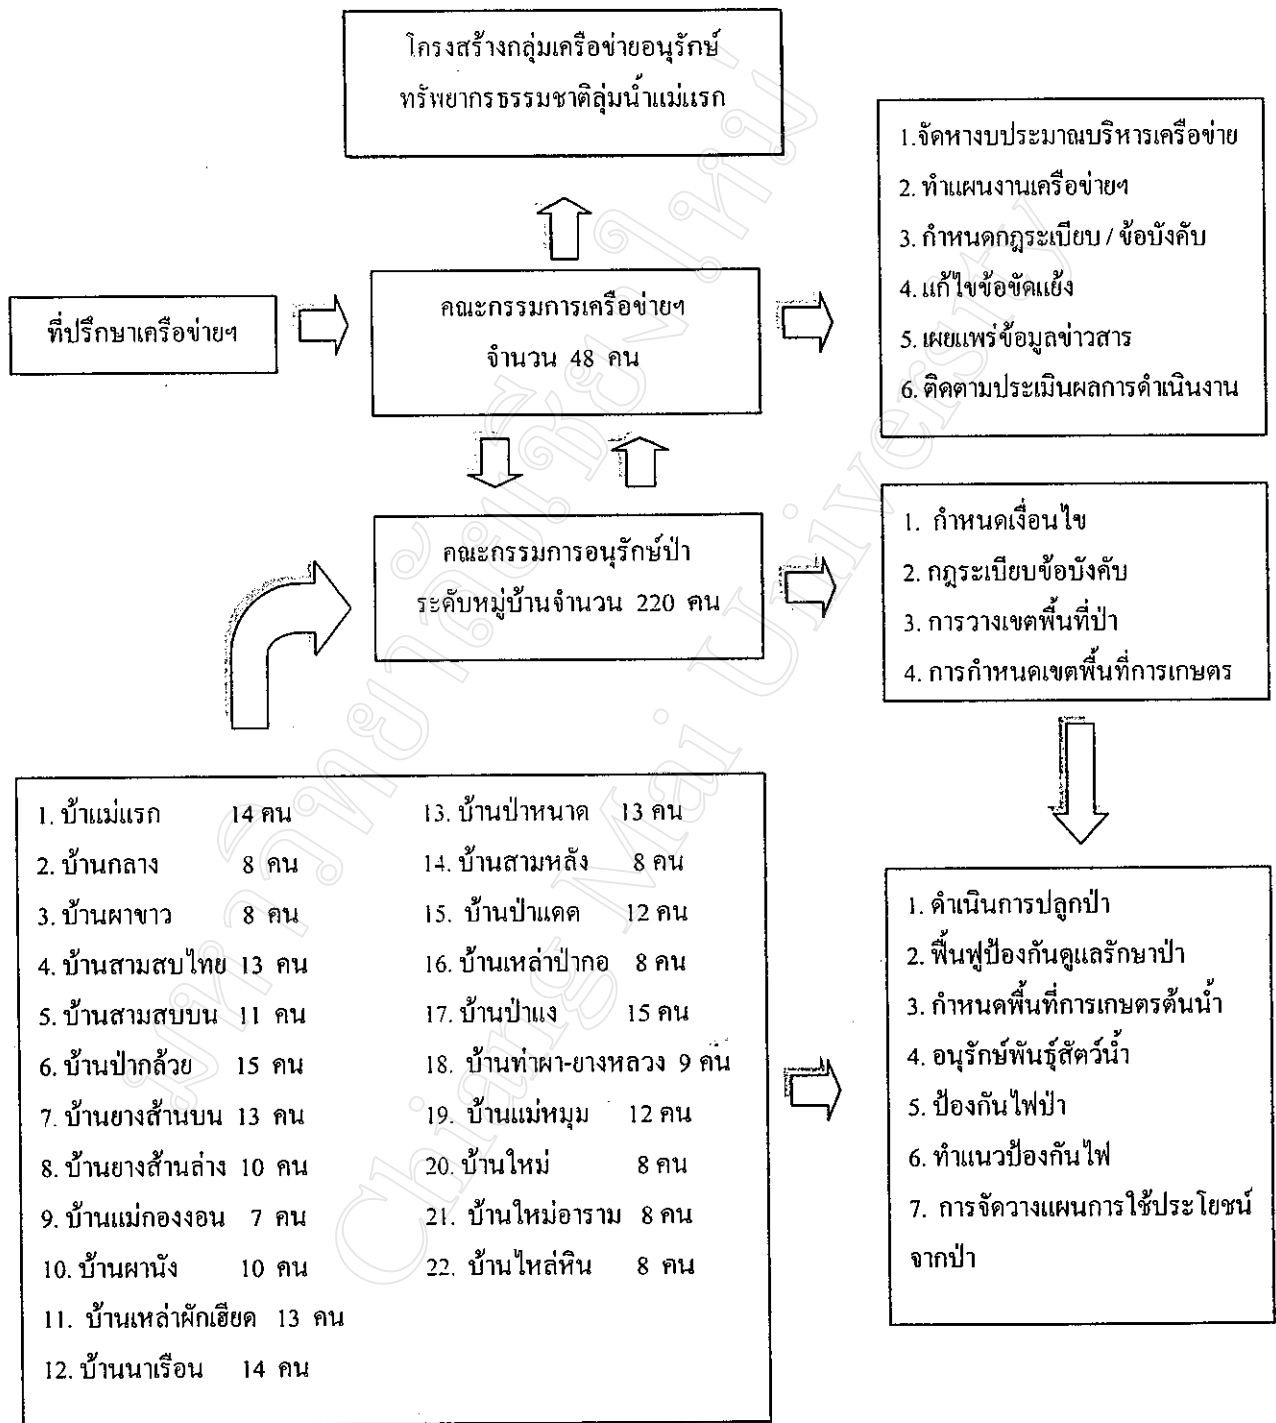 โครงสร้างกลุ่มเครือข่ายอนุรักษ์
ทรัพยากรธรรมชาติลุ่มน้ำแม่แรก
1.จัดหางบประมาณบริหารเครือข่าย
2. ทำแผนงานเครือข่ายฯ
3. กำหนดกฎระเบียบ / ข้อบังคับ
4. แก้ไขข้อขัดแย้ง
5. เผยแพร่ข้อมูลข่าวสาร
6. ติดตามประเมินผลการดำเนินงาน
ที่ปรึกษาเครือข่ายฯ
คณะกรรมการเครือข่ายฯ
จำนวน 48 คน
คณะกรรมการอนุรักษ์ป่า
ระดับหมู่บ้านจำนวน 220 คน
1. กำหนดเงื่อนไข
2. กฎระเบียบข้อบังคับ
3. การวางเขตพื้นที่ป่า
4. การกำหนดเขตพื้นที่การเกษตร
1. บ้าแม่แรก 14 คน
2. บ้านกลาง 8 คน
3. บ้านผาขาว 8 คน
4. บ้านสามสบไทย 13 คน
5. บ้านสามสบบน 11 คน
6. บ้านป่ากล้วย 15 คน
7. บ้านยางส้านบน 13 คน
8. บ้านยางส้านล่าง 10 คน
9. บ้านแม่กองงอน 7 คน
10. บ้านผานัง 10 คน
11. บ้านเหล่าผักเฮียด 13 คน
12. บ้านนาเรือน 14 คน
13. บ้านป่าหนาด 13 คน
14. บ้านสามหลัง 8 คน
15. บ้านป่าแดด 12 คน
16. บ้านเหล่าป่ากอ 8 คน
17. บ้านป่าแง 15 คน
18. บ้านทำผา-ยางหลวง 9 คน
19. บ้านแม่หมุม 12 คน
20. บ้านใหม่ 8 คน
21. บ้านใหม่อาราม 8 คน
22. บ้านไหล่หิน 8 คน
1. ดำเนินการปลูกป่า
2. ฟื้นฟูป้องกันดูแลรักษาป่า
3. กำหนดพื้นที่การเกษตรต้นน้ำ
4. อนุรักษ์พันธุ์สัตว์น้ำ
5. ป้องกันไฟป่า
6. ทำแนวป้องกันไฟ
7. การจัดวางแผนการใช้ประโยชน์
จากป่า
มหาวิทยาลัยเชียงใหม่
Chiang Mai University